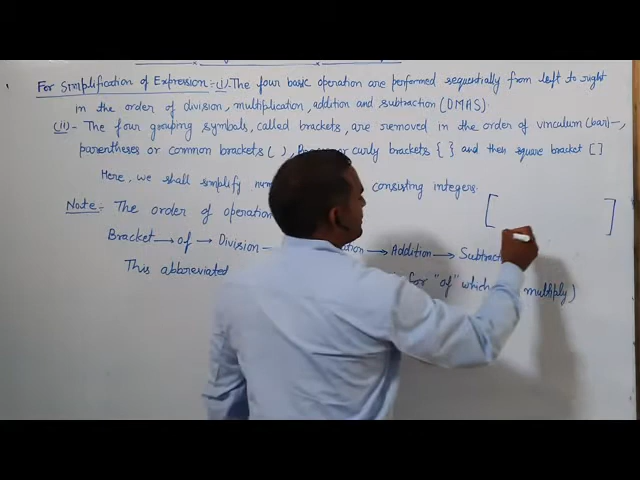 For Simplification of Expression:- (i). The four basic operation are performed sequentially from left to right
in the order of division, multiplication, addition and subtraction (DMAS).
(ii)- The four grouping symbols, called brackets, are removed in the order of vinculum (bar) —,
parentheses or common brackets ( ), or curly brackets { } and then square bracket [ ]
Here, we shall simplify consisting integers.
Note:- The order of operation [ ]
Bracket → of → Division → → Addition →
This abbreviated for "of" which multiply)